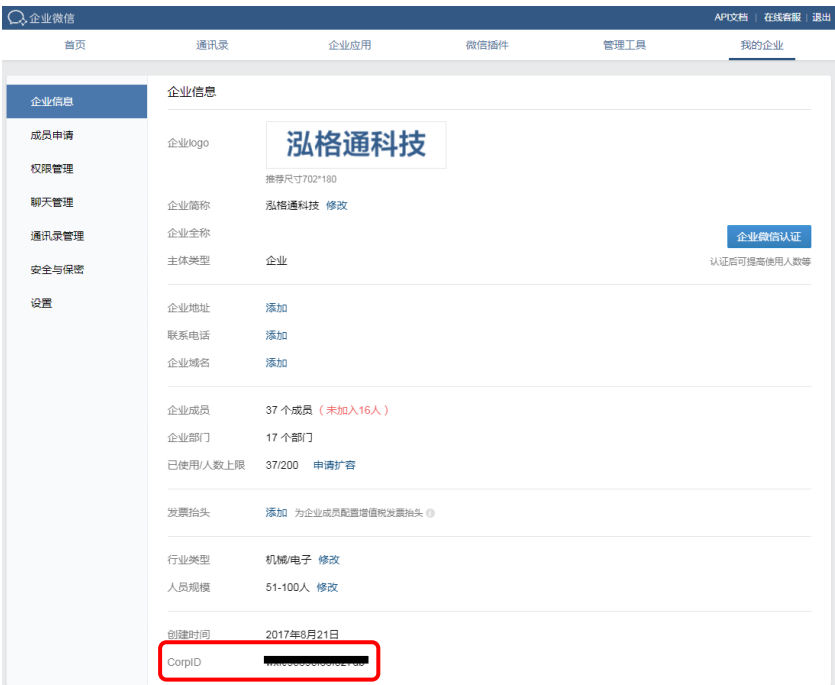 企业微信
API文档 | 在线客服 | 退出
首页 通讯录 企业应用 微信插件 管理工具 我的企业
企业信息
成员申请
权限管理
聊天管理
通讯录管理
安全与保密
设置
企业信息
企业logo
泓格通科技
推荐尺寸702*180
企业简称 泓格通科技 修改
企业全称
企业微信认证
主体类型 企业
认证后可提高使用人数等
企业地址 添加
联系电话 添加
企业域名 添加
企业成员 37 个成员（未加入16人）
企业部门 17 个部门
已使用/人数上限 37/200 申请扩容
发票抬头 添加 为企业成员配置增值税发票抬头
行业类型 机械/电子 修改
人员规模 51-100人 修改
创建时间 2017年8月21日
CorpID